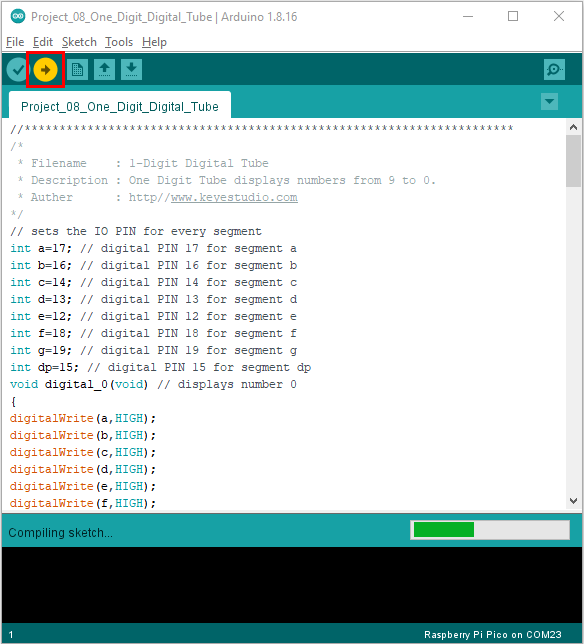 Project_08_One_Digit_Digital_Tube | Arduino 1.8.16
File Edit Sketch Tools Help
Project_08_One_Digit_Digital_Tube
//**********************************************************************
/*
 * Filename    : 1-Digit Digital Tube
 * Description : One Digit Tube displays numbers from 9 to 0.
 * Auther      : http//www.keyestudio.com
*/
// sets the IO PIN for every segment
int a=17; // digital PIN 17 for segment a
int b=16; // digital PIN 16 for segment b
int c=14; // digital PIN 14 for segment c
int d=13; // digital PIN 13 for segment d
int e=12; // digital PIN 12 for segment e
int f=18; // digital PIN 18 for segment f
int g=19; // digital PIN 19 for segment g
int dp=15; // digital PIN 15 for segment dp
void digital_0(void) // displays number 0
{
digitalWrite(a,HIGH);
digitalWrite(b,HIGH);
digitalWrite(c,HIGH);
digitalWrite(d,HIGH);
digitalWrite(e,HIGH);
digitalWrite(f,HIGH);
Compiling sketch...
1 Raspberry Pi Pico on COM23